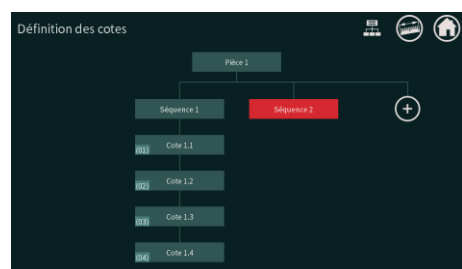 Définition des cotes
Pièce 1
Séquence 1
Séquence 2
+
(01) Cote 1.1
(02) Cote 1.2
(03) Cote 1.3
(04) Cote 1.4